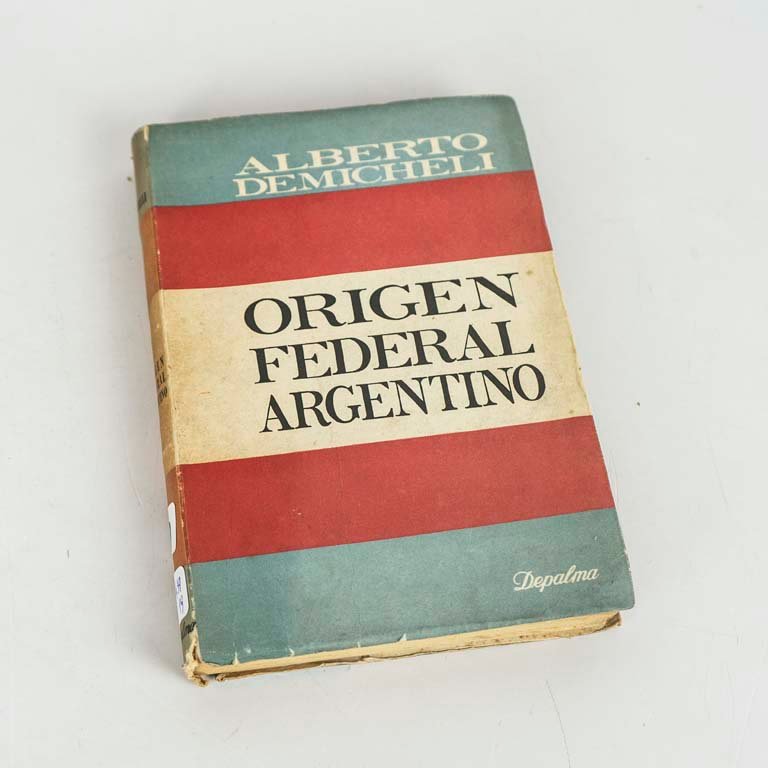 ALBERTO
DEMICHELI
ORIGEN
FEDERAL
ARGENTINO
Depalma